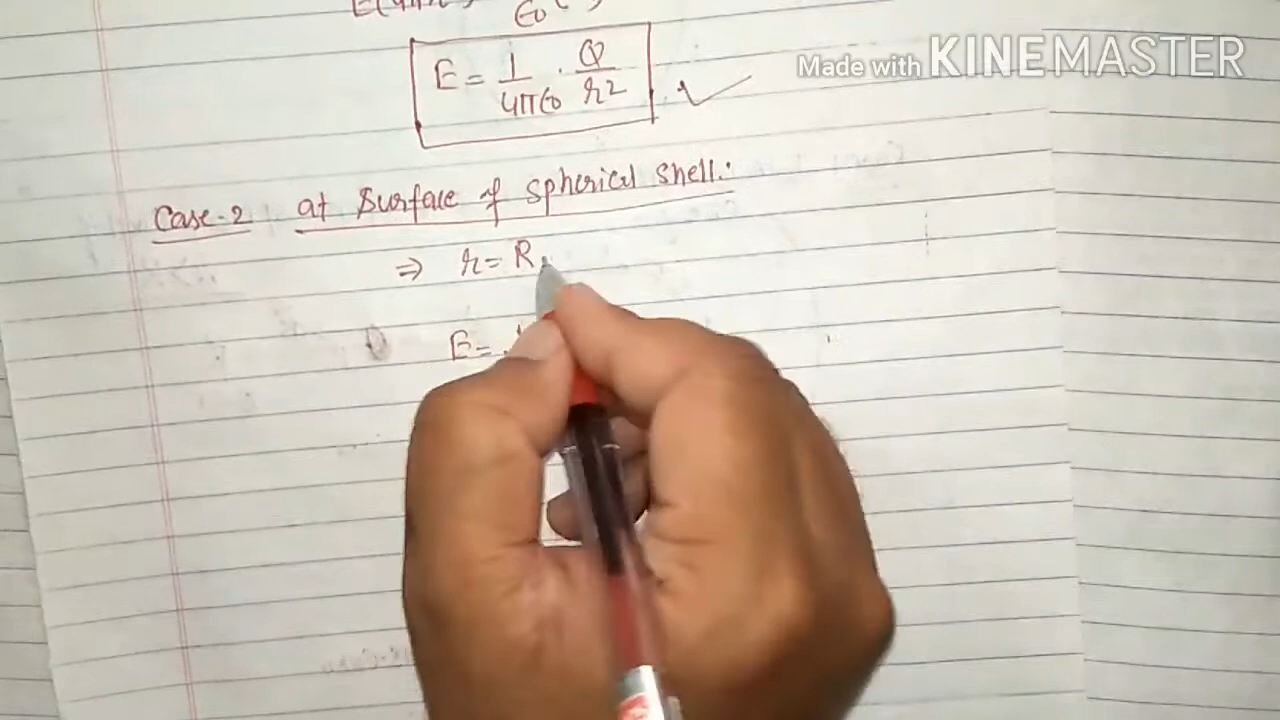 Made with KINEMASTER
E = 1/4πϵ0 · Q/r2
Case-2 at Surface of Spherical Shell:
⇒ r = R
E =